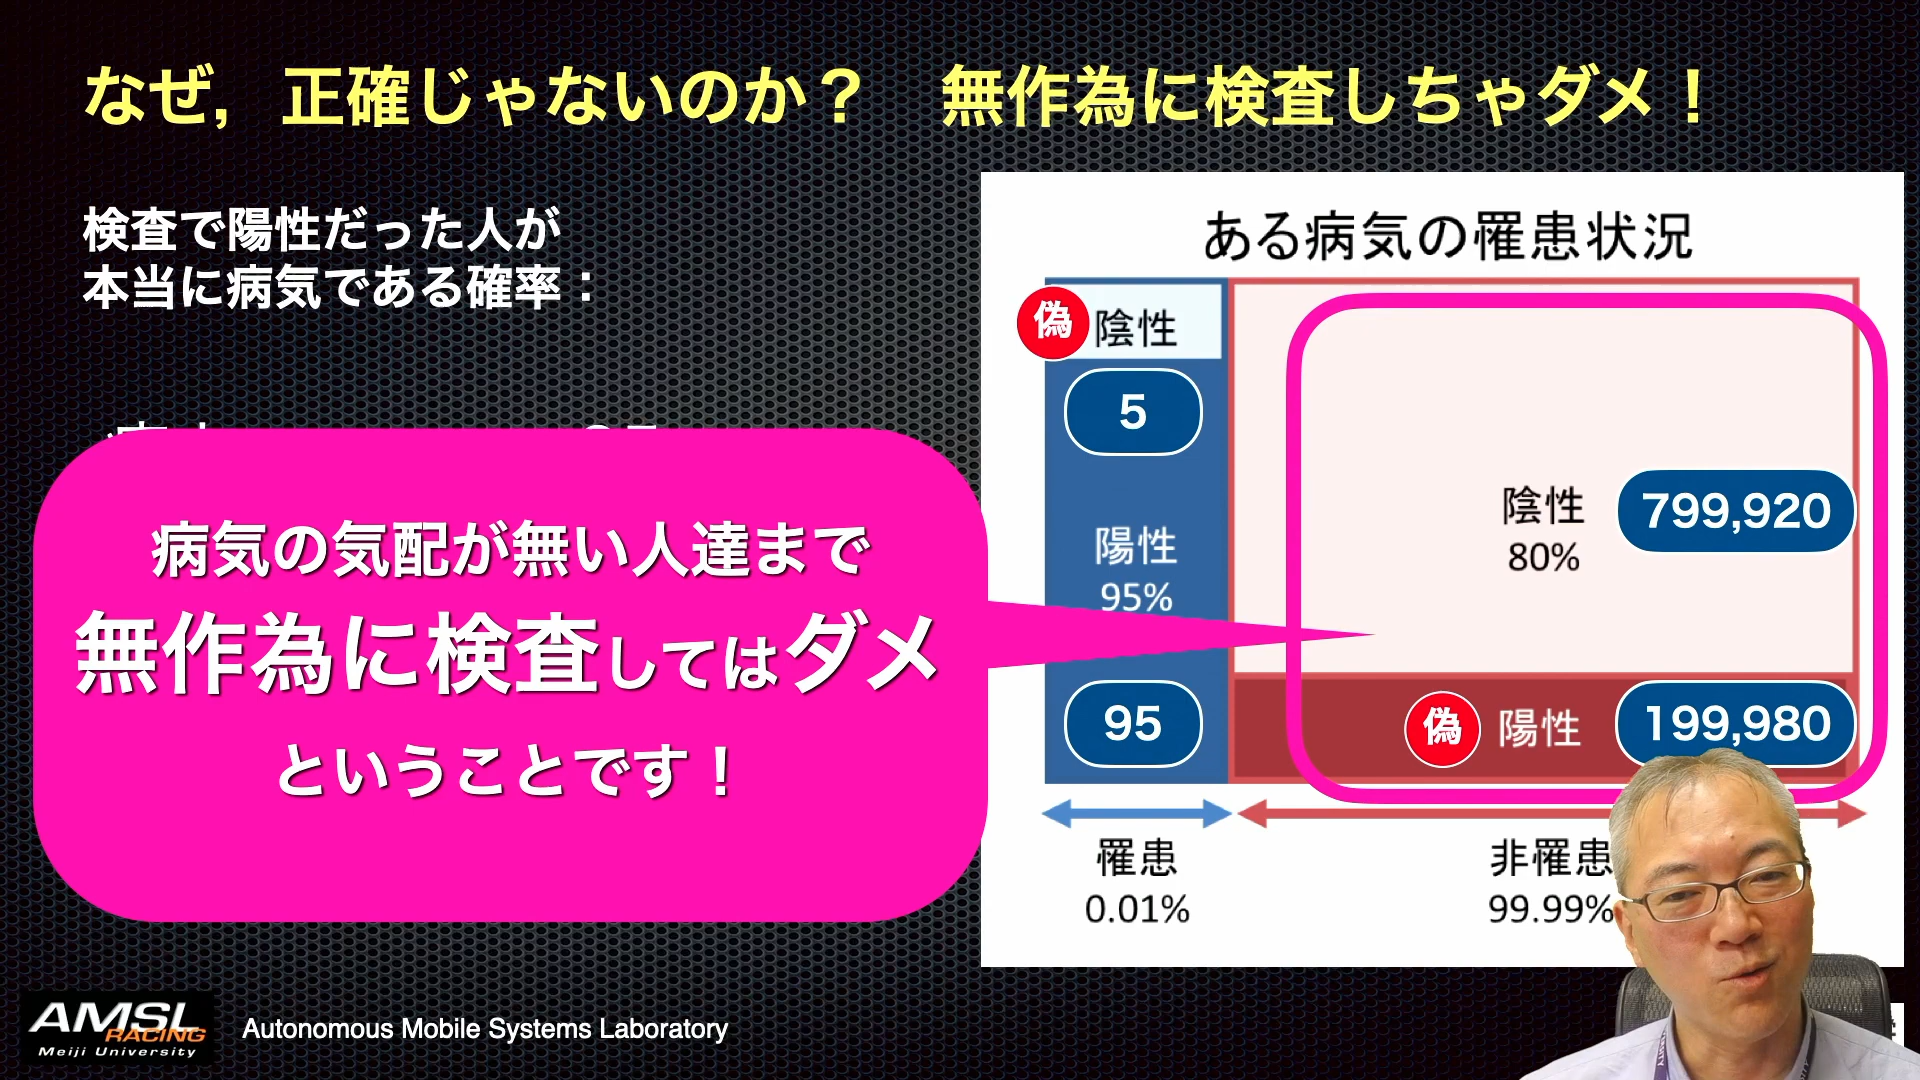 なぜ，正確じゃないのか？　無作為に検査しちゃダメ！
検査で陽性だった人が
本当に病気である確率：
病気の気配が無い人達まで
無作為に検査してはダメ
ということです！
ある病気の罹患状況
偽 陰性
5
陽性
95%
95
陰性
80%
799,920
偽 陽性 199,980
罹患
0.01%
非罹患
99.99%
AMSL
RACING
Meiji University
Autonomous Mobile Systems Laboratory